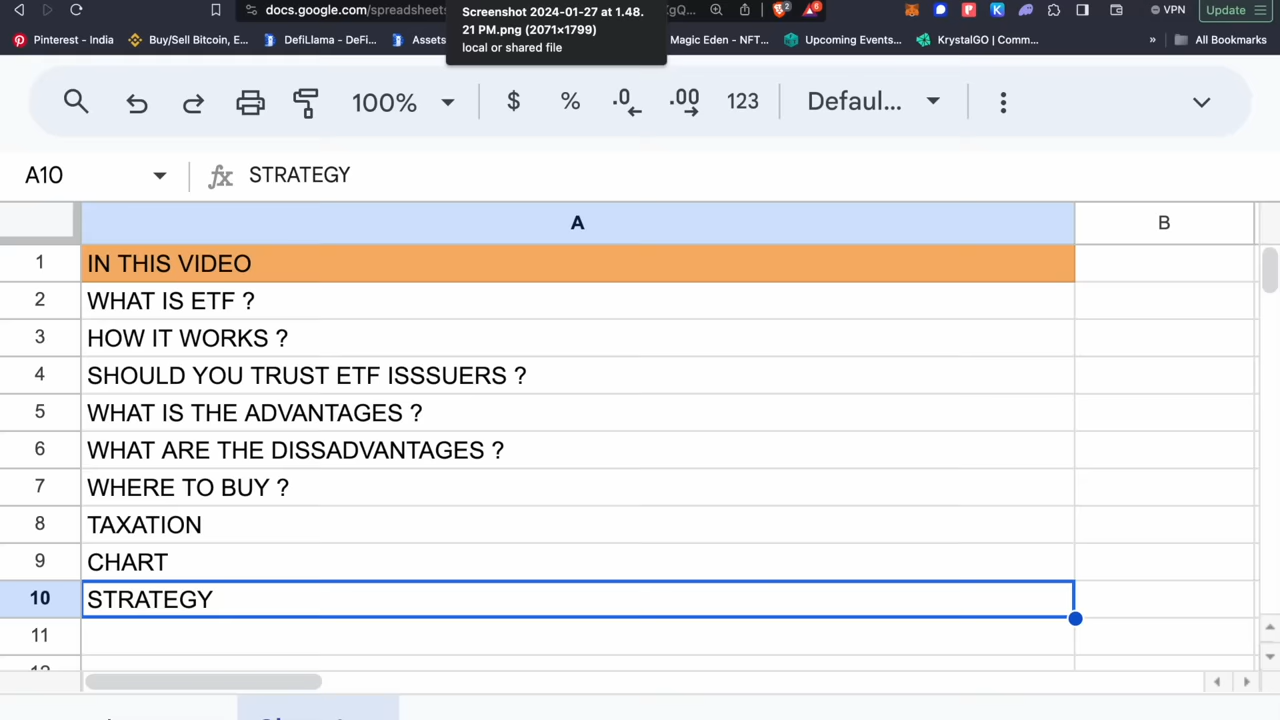 docs.google.com/spreadsheets
Screenshot 2024-01-27 at 1.48.
21 PM.png (2071×1799)
local or shared file
gQ...
2
6
VPN
Update
Pinterest - India
Buy/Sell Bitcoin, E...
DefiLlama - DeFi...
Assets
Magic Eden - NFT...
Upcoming Events...
KrystalGO | Comm...
»
All Bookmarks
100%
$
%
.0
.00
123
Defaul...
A10
fx
STRATEGY
A
B
1
IN THIS VIDEO
2
WHAT IS ETF ?
3
HOW IT WORKS ?
4
SHOULD YOU TRUST ETF ISSSUERS ?
5
WHAT IS THE ADVANTAGES ?
6
WHAT ARE THE DISSADVANTAGES ?
7
WHERE TO BUY ?
8
TAXATION
9
CHART
10
STRATEGY
11
12